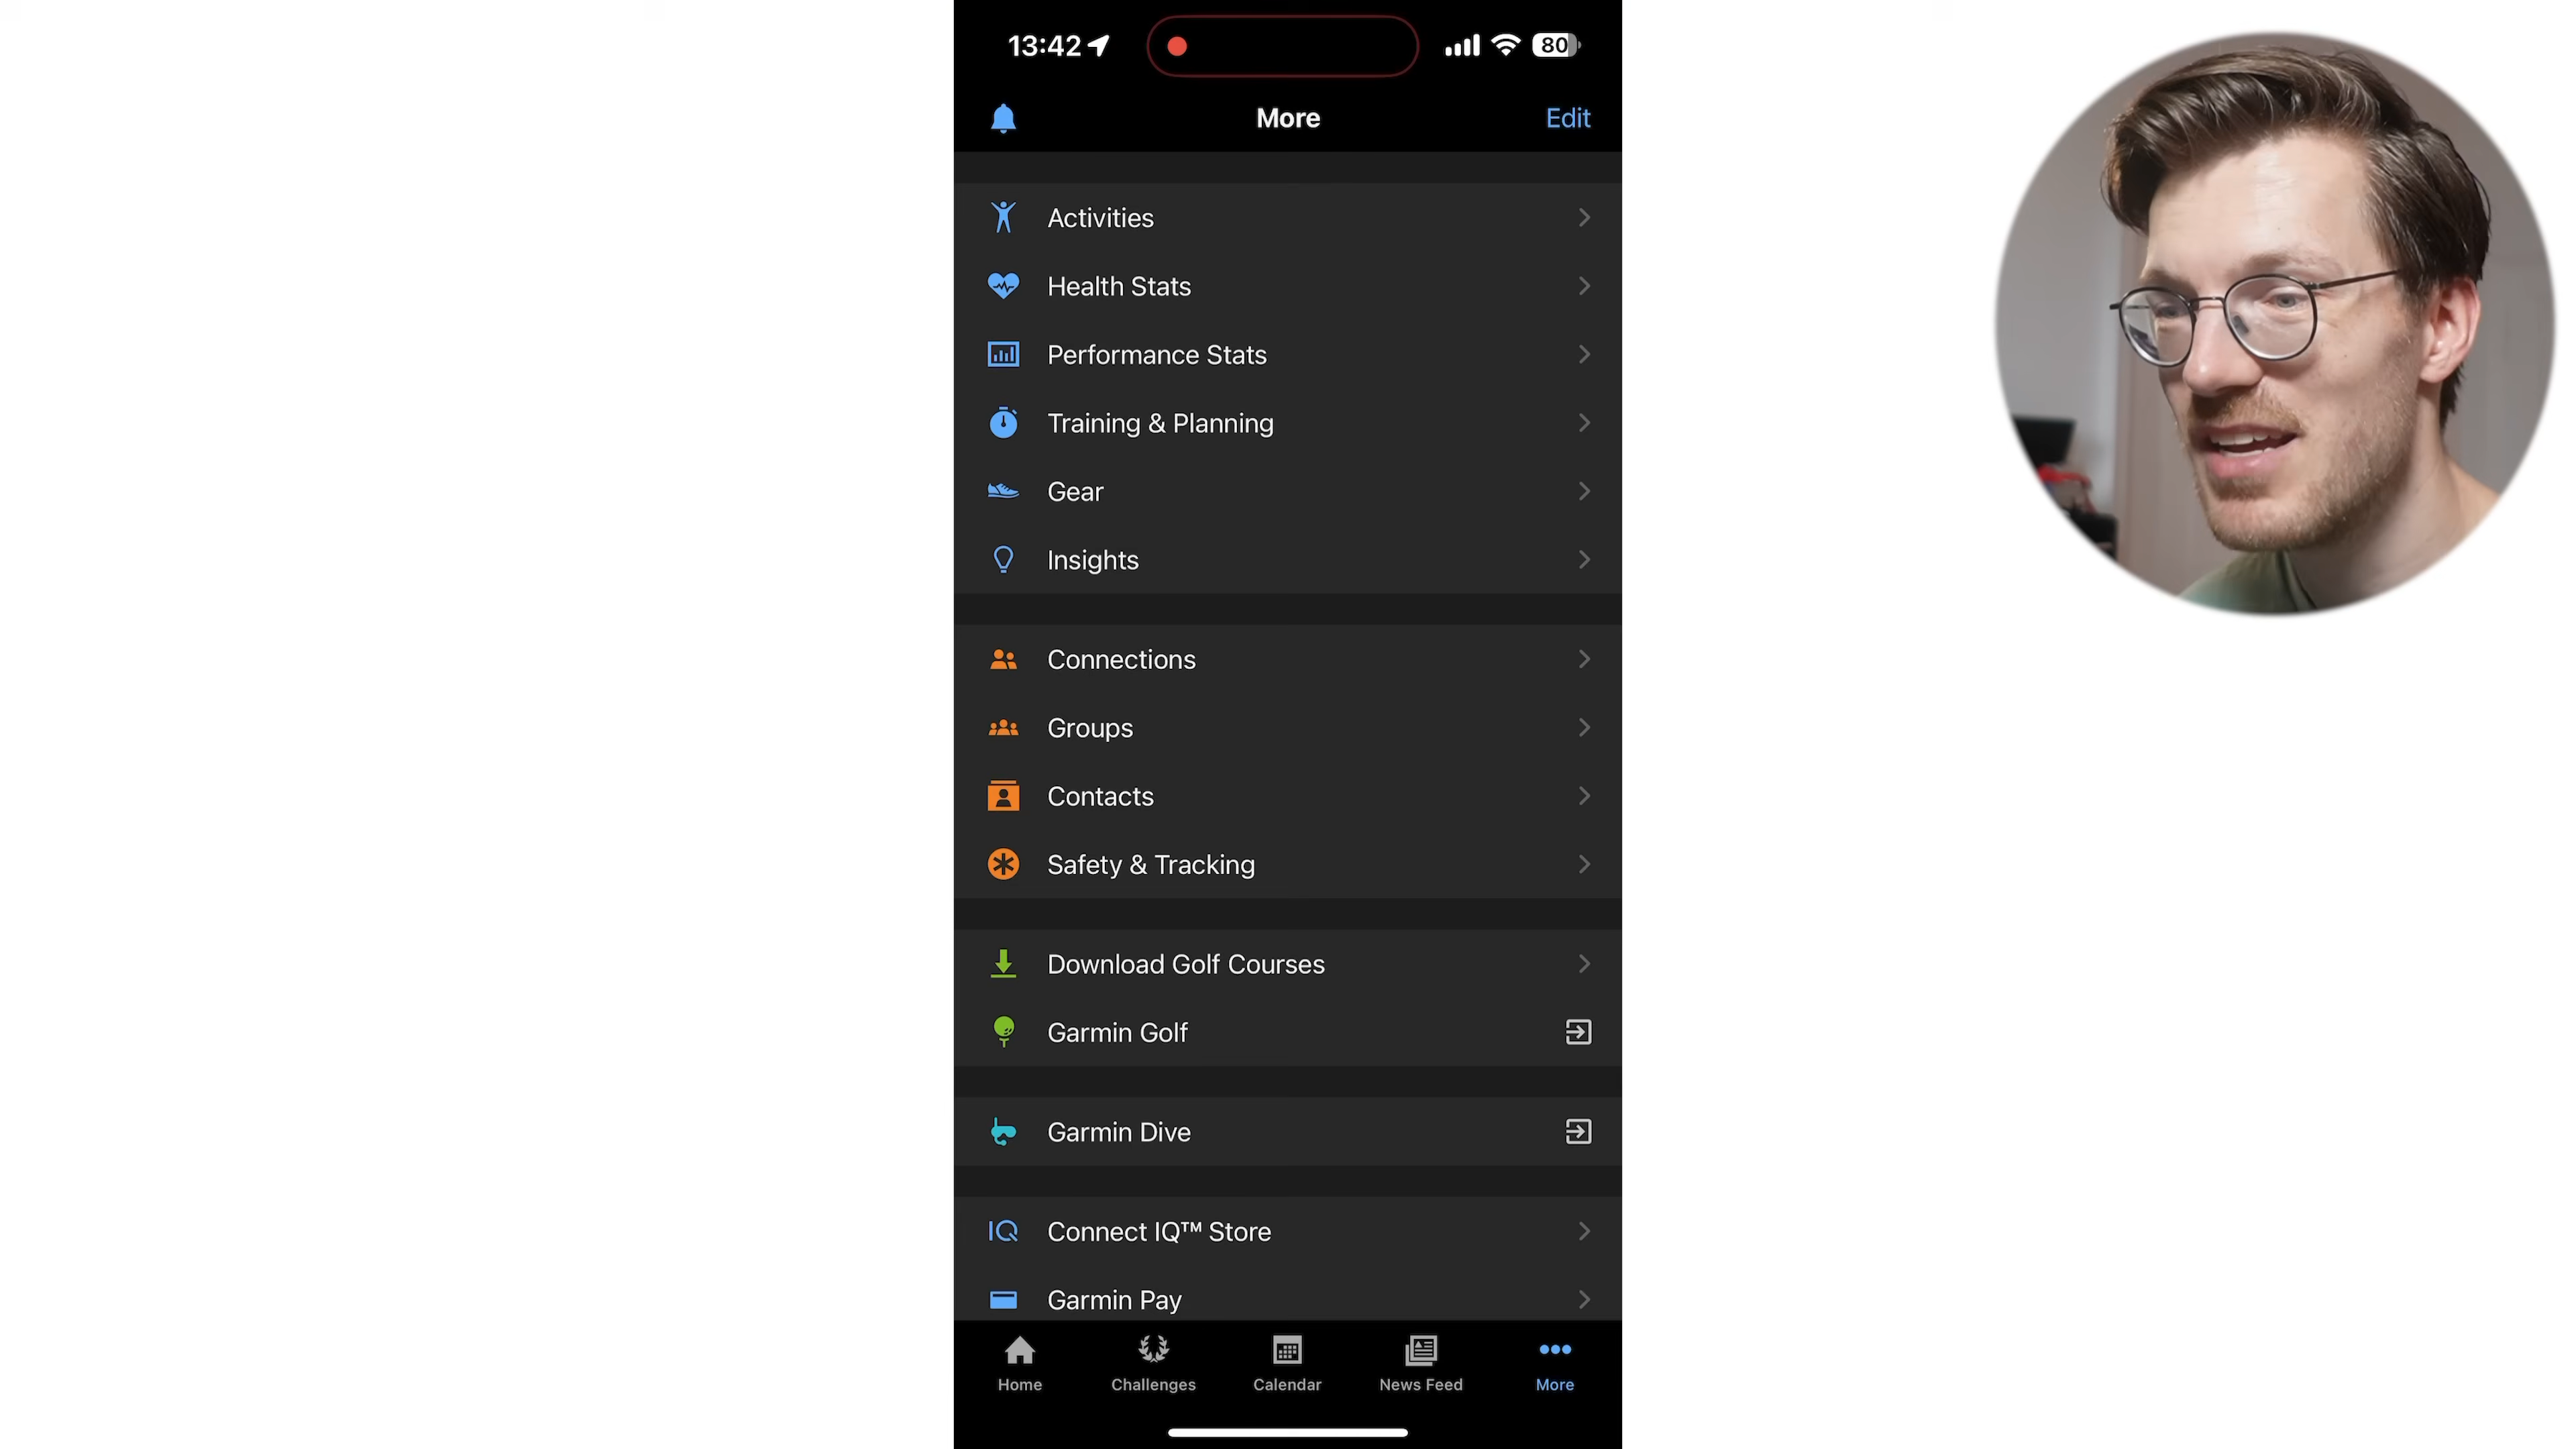 13:42
80
More
Edit
Activities
Health Stats
Performance Stats
Training & Planning
Gear
Insights
Connections
Groups
Contacts
Safety & Tracking
Download Golf Courses
Garmin Golf
Garmin Dive
IQ Connect IQ™ Store
Garmin Pay
Home
Challenges
Calendar
News Feed
More